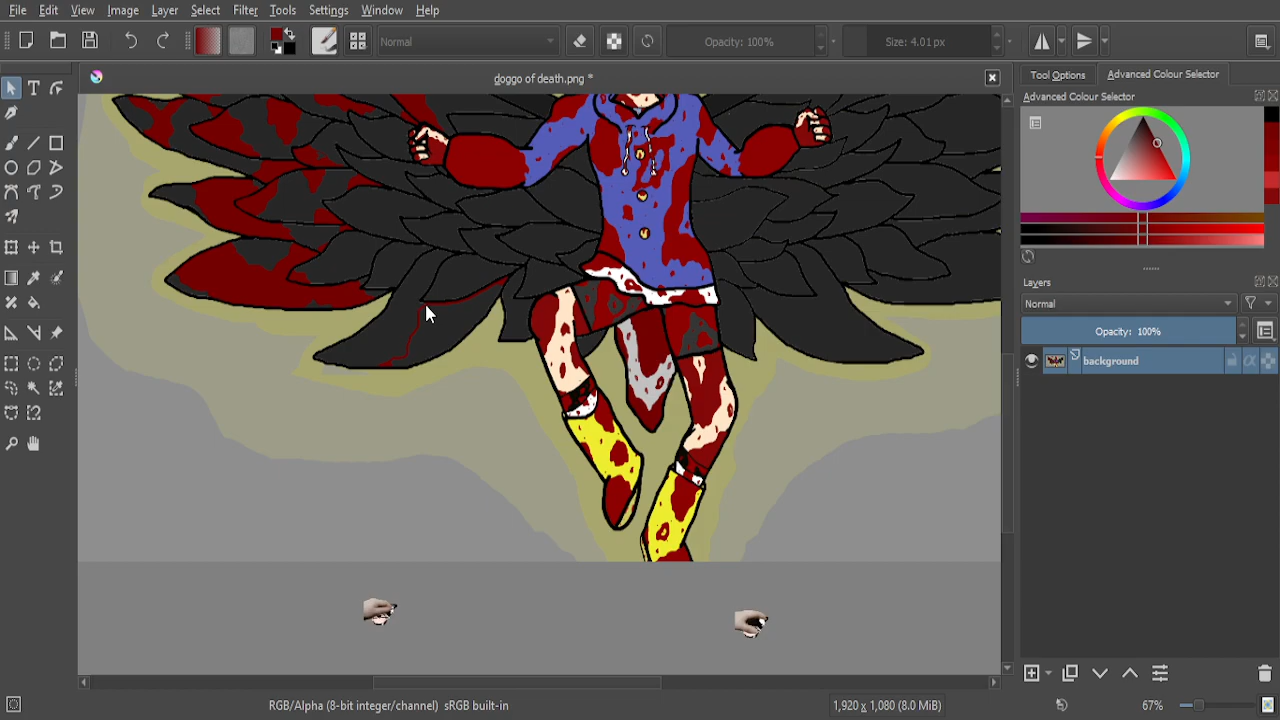 File Edit View Image Layer Select Filter Tools Settings Window Help
Normal Opacity: 100% Size: 4.01 px
doggo of death.png *
Tool Options Advanced Colour Selector
Advanced Colour Selector
Layers
Normal
Opacity: 100%
background
RGB/Alpha (8-bit integer/channel) sRGB built-in 1,920 x 1,080 (8.0 MiB) 67%